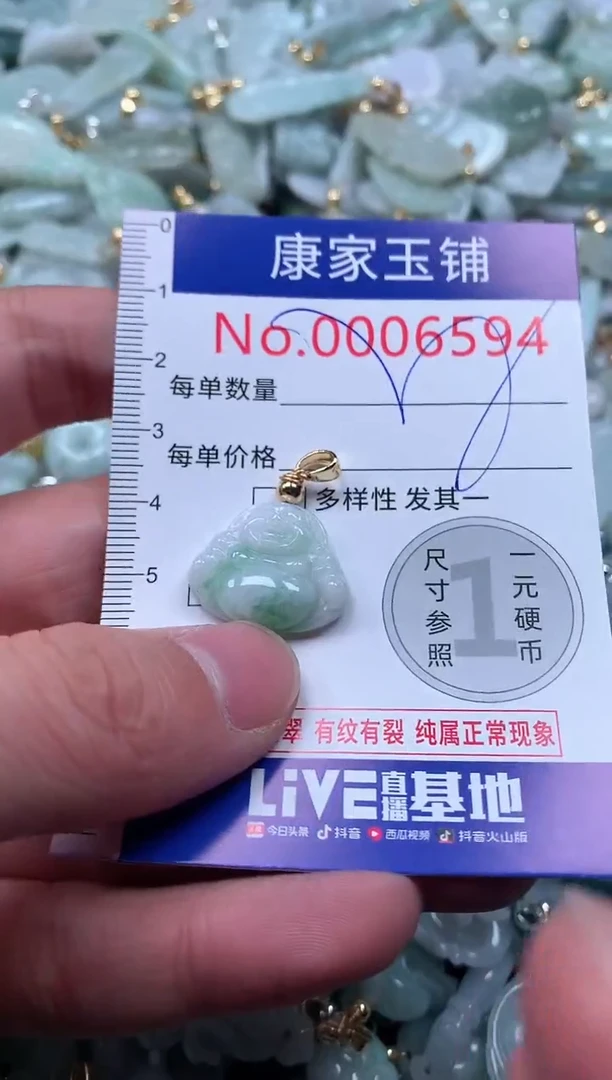 康家玉铺
No.0006594
0
1
2
3
4
5
每单数量
每单价格
多样性 发其一
尺寸参照
1
一元硬币
翠 有纹有裂 纯属正常现象
LiVE直播基地
今日头条 抖音 西瓜视频 抖音火山版